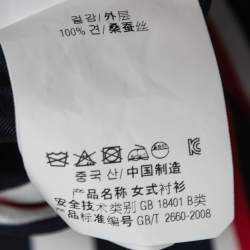 겉감/外层
100% 견/桑蚕丝
중국산/中国制造
产品名称 女式衬衫
安全技术类别 GB 18401 B类
产品标准编号 GB/T 2660-2008